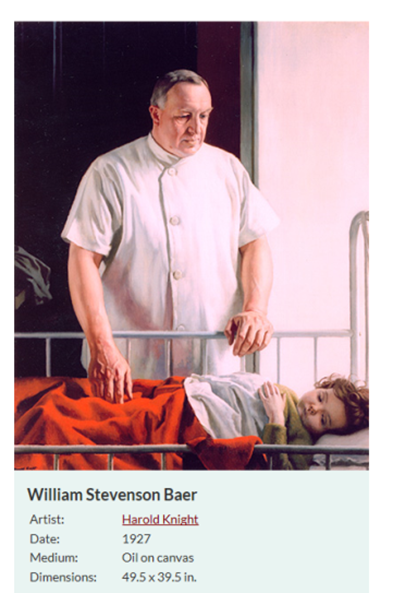 William Stevenson Baer
Artist: Harold Knight
Date: 1927
Medium: Oil on canvas
Dimensions: 49.5 x 39.5 in.